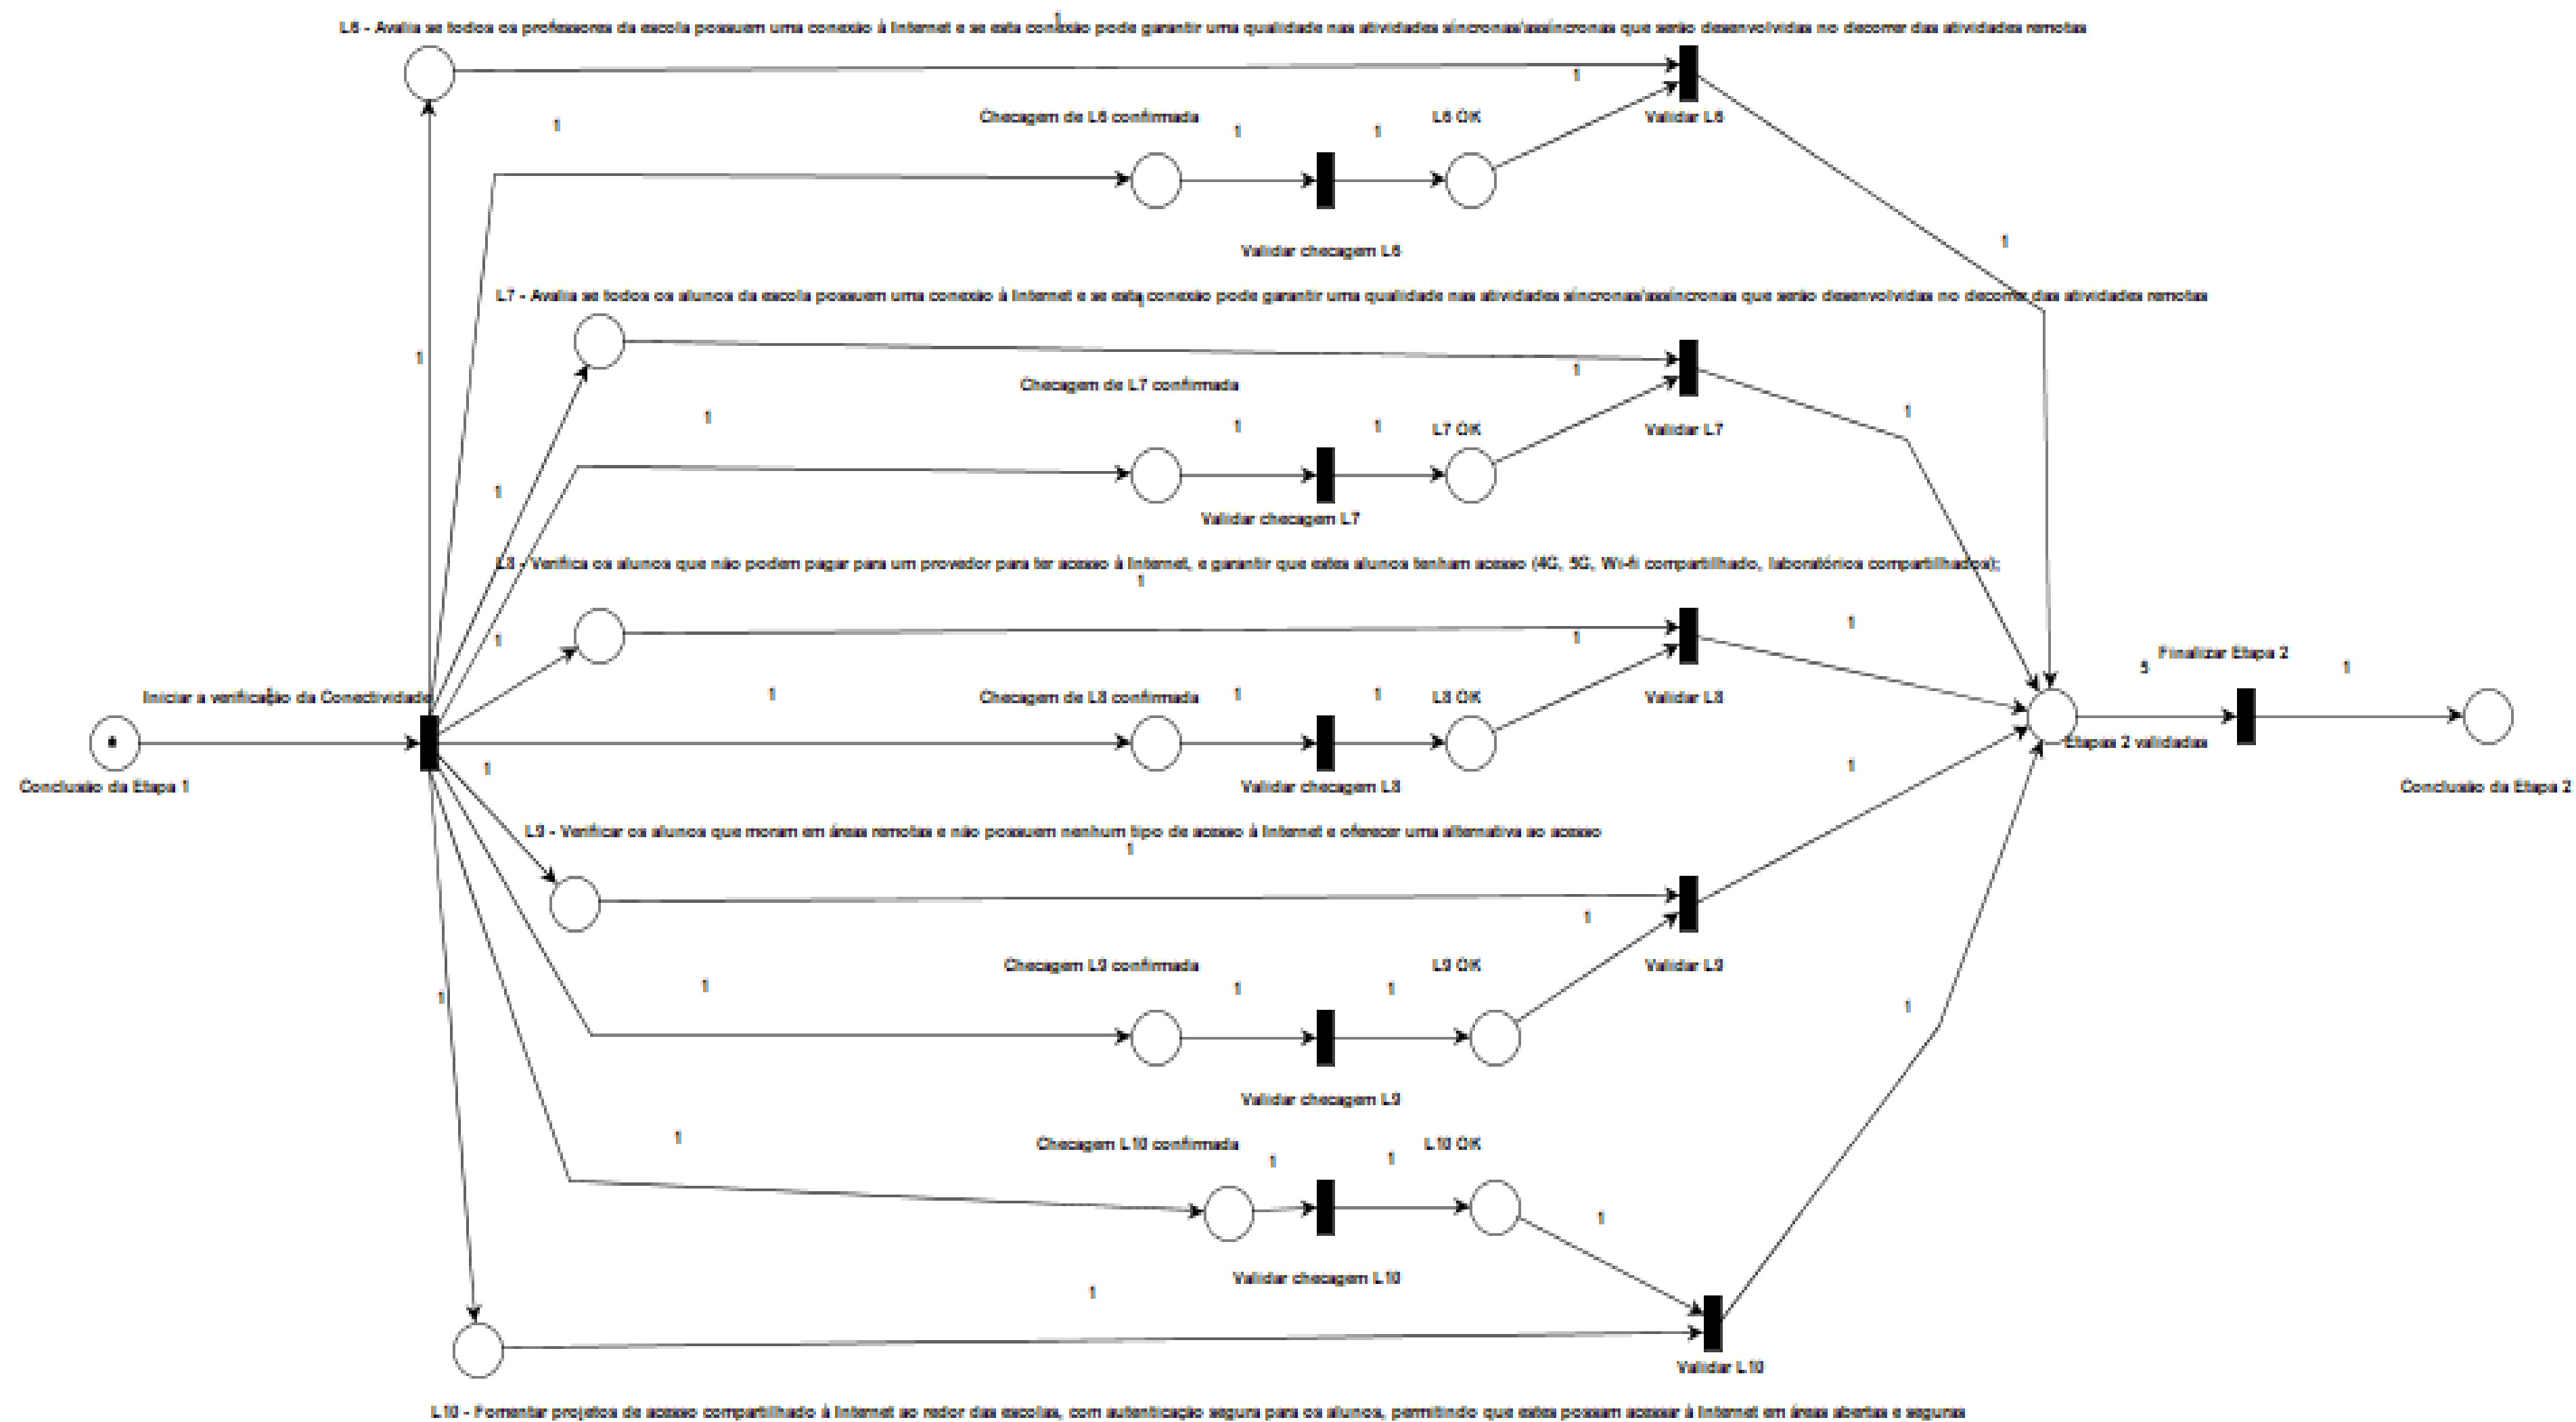 L6 - Avalia se todos os professores da escola possuem uma conexão à Internet e se esta conexão pode garantir uma qualidade nas atividades síncronas/assíncronas que serão desenvolvidas no decorrer das atividades remotas
1
1
Checagem de L6 confirmada
1
1
L6 OK
Validar L6
1
Validar checagem L6
1
L7 - Avalia se todos os alunos da escola possuem uma conexão à Internet e se esta conexão pode garantir uma qualidade nas atividades síncronas/assíncronas que serão desenvolvidas no decorrer das atividades remotas
1
1
1
Checagem de L7 confirmada
1
1
1
1
L7 OK
Validar L7
1
Validar checagem L7
L8 - Verifica os alunos que não podem pagar para um provedor para ter acesso à Internet, e garantir que estes alunos tenham acesso (4G, 5G, Wi-fi compartilhado, laboratórios compartilhados);
1
1
1
1
Iniciar a verificação da Conectividade
1
1
Checagem de L8 confirmada
1
1
L8 OK
Validar L8
5
Finalizar Etapa 2
1
Etapas 2 validadas
Conclusão da Etapa 1
1
Validar checagem L8
1
Conclusão da Etapa 2
L9 - Verificar os alunos que moram em áreas remotas e não possuem nenhum tipo de acesso à Internet e oferecer uma alternativa ao acesso
1
1
Checagem L9 confirmada
L9 OK
Validar L9
1
1
1
1
1
Validar checagem L9
1
Checagem L10 confirmada
1
1
L10 OK
1
Validar checagem L10
1
Validar L10
L10 - Fomentar projetos de acesso compartilhado à Internet ao redor das escolas, com autenticação segura para os alunos, permitindo que estes possam acessar à Internet em áreas abertas e seguras